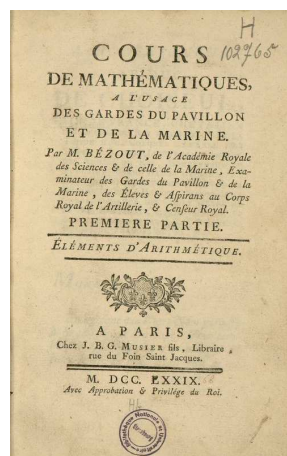 H
102765
COURS
DE MATHÉMATIQUES,
A L'USAGE
DES GARDES DU PAVILLON
ET DE LA MARINE.
Par M. BÉZOUT, de l'Académie Royale
des Sciences & de celle de la Marine, Exa-
minateur des Gardes du Pavillon & de la
Marine, des Éleves & Aspirans au Corps
Royal de l'Artillerie, & Censeur Royal.
PREMIERE PARTIE.
ÉLÉMENTS D'ARITHMÉTIQUE.
A PARIS,
Chez J. B. G. MUSIER fils, Libraire
rue du Foin Saint Jacques.
M. DCC. LXXIX.
Avec Approbation & Privilége du Roi.